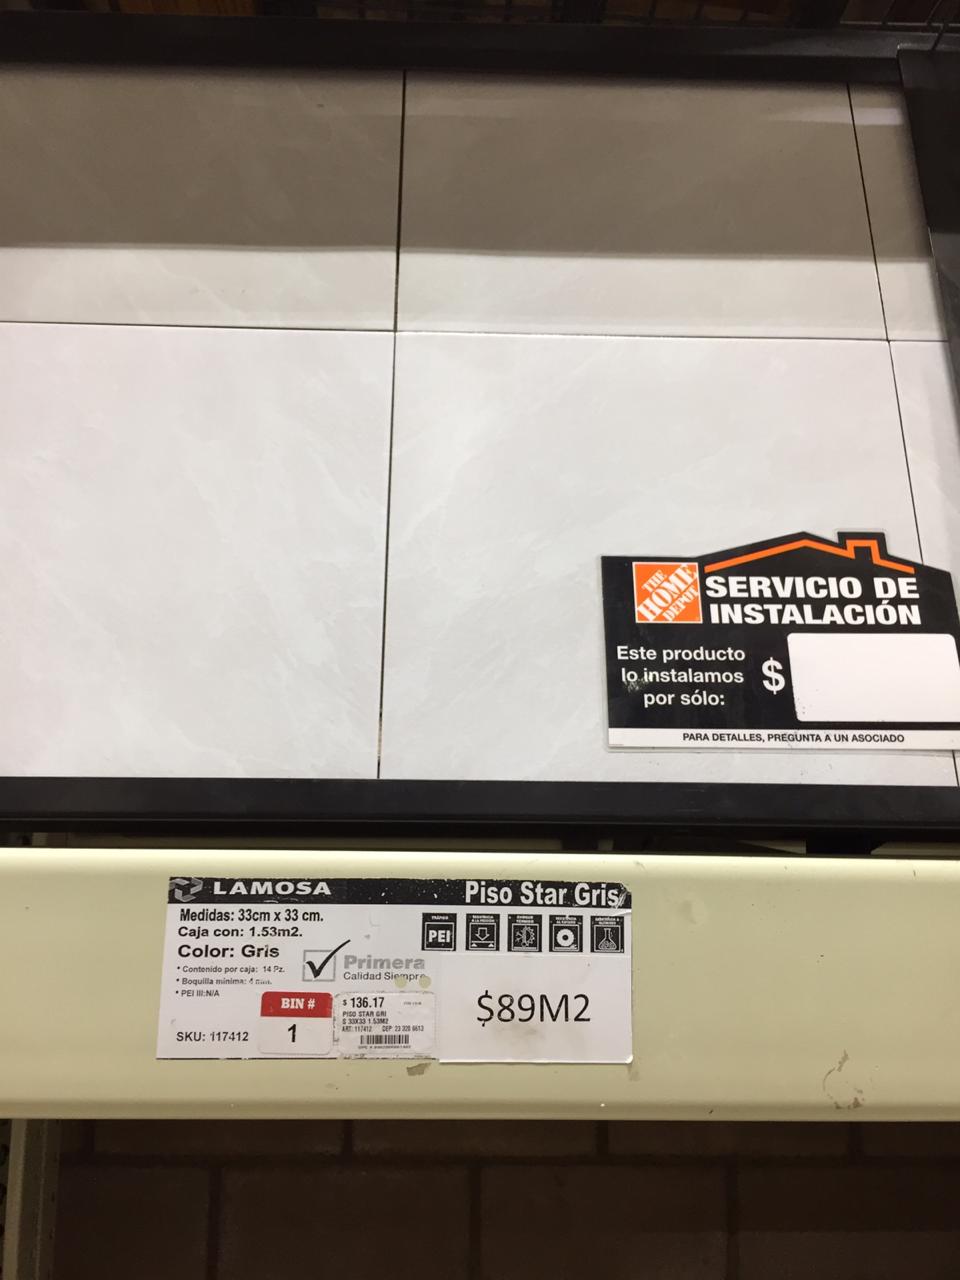 THE
HOME
DEPOT
SERVICIO DE
INSTALACIÓN
Este producto
lo instalamos
por sólo:
$
PARA DETALLES, PREGUNTA A UN ASOCIADO
LAMOSA
Piso Star Gris
Medidas: 33cm x 33 cm.
Caja con: 1.53m2.
Color: Gris
• Contenido por caja: 14 Pz.
• Boquilla mínima: 4 mm.
• PEI III:N/A
SKU: 117412
Primera
Calidad Siempre
PEI
BIN #
1
$ 136.17
PISO STAR GRI
S 33X33 1.53M2
ART: 117412
$89M2